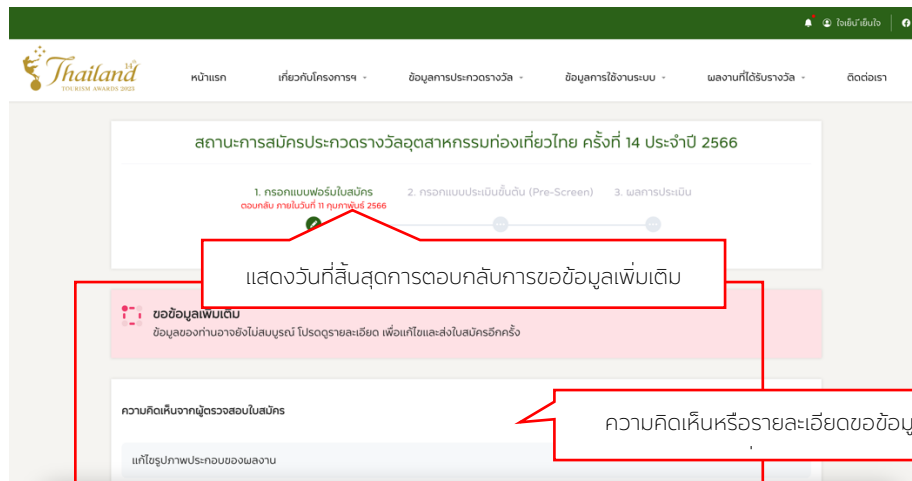 ใจเย็น เย็นใจ
Thailand 14th
TOURISM AWARDS 2023
หน้าแรก
เกี่ยวกับโครงการฯ
ข้อมูลการประกวดรางวัล
ข้อมูลการใช้งานระบบ
ผลงานที่ได้รับรางวัล
ติดต่อเรา
สถานะการสมัครประกวดรางวัลอุตสาหกรรมท่องเที่ยวไทย ครั้งที่ 14 ประจำปี 2566
1. กรอกแบบฟอร์มใบสมัคร
ตอบกลับ ภายในวันที่ 11 กุมภาพันธ์ 2566
2. กรอกแบบประเมินขั้นต้น (Pre-Screen)
3. ผลการประเมิน
แสดงวันที่สิ้นสุดการตอบกลับการขอข้อมูลเพิ่มเติม
ขอข้อมูลเพิ่มเติม
ข้อมูลของท่านอาจยังไม่สมบูรณ์ โปรดดูรายละเอียด เพื่อแก้ไขและส่งใบสมัครอีกครั้ง
ความคิดเห็นจากผู้ตรวจสอบใบสมัคร
ความคิดเห็นหรือรายละเอียดขอข้อมู
แก้ไขรูปภาพประกอบของผลงาน